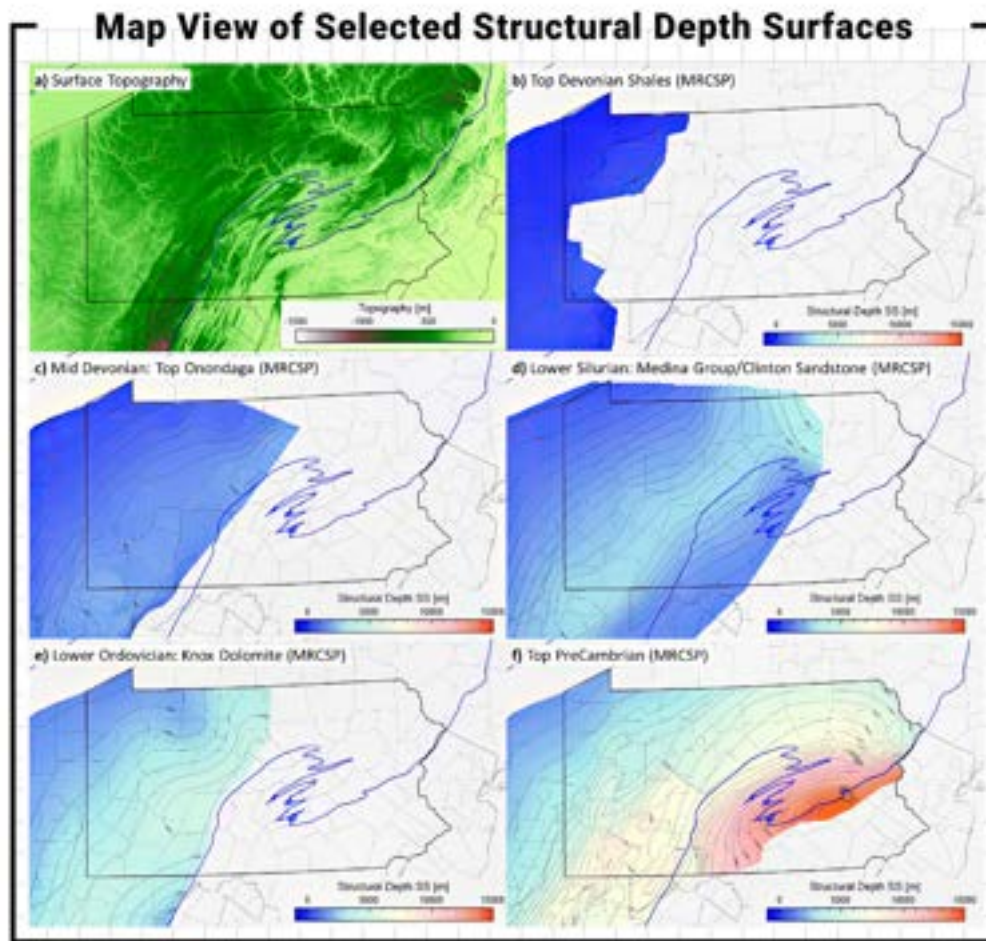 Map View of Selected Structural Depth Surfaces
a) Surface Topography
b) Top Devonian Shales (MRCSP)
Topography [m]
Structural Depth SS [m]
c) Mid Devonian: Top Onondaga (MRCSP)
d) Lower Silurian: Medina Group/Clinton Sandstone (MRCSP)
Structural Depth SS [m]
Structural Depth SS [m]
e) Lower Ordovician: Knox Dolomite (MRCSP)
f) Top PreCambrian (MRCSP)
Structural Depth SS [m]
Structural Depth SS [m]